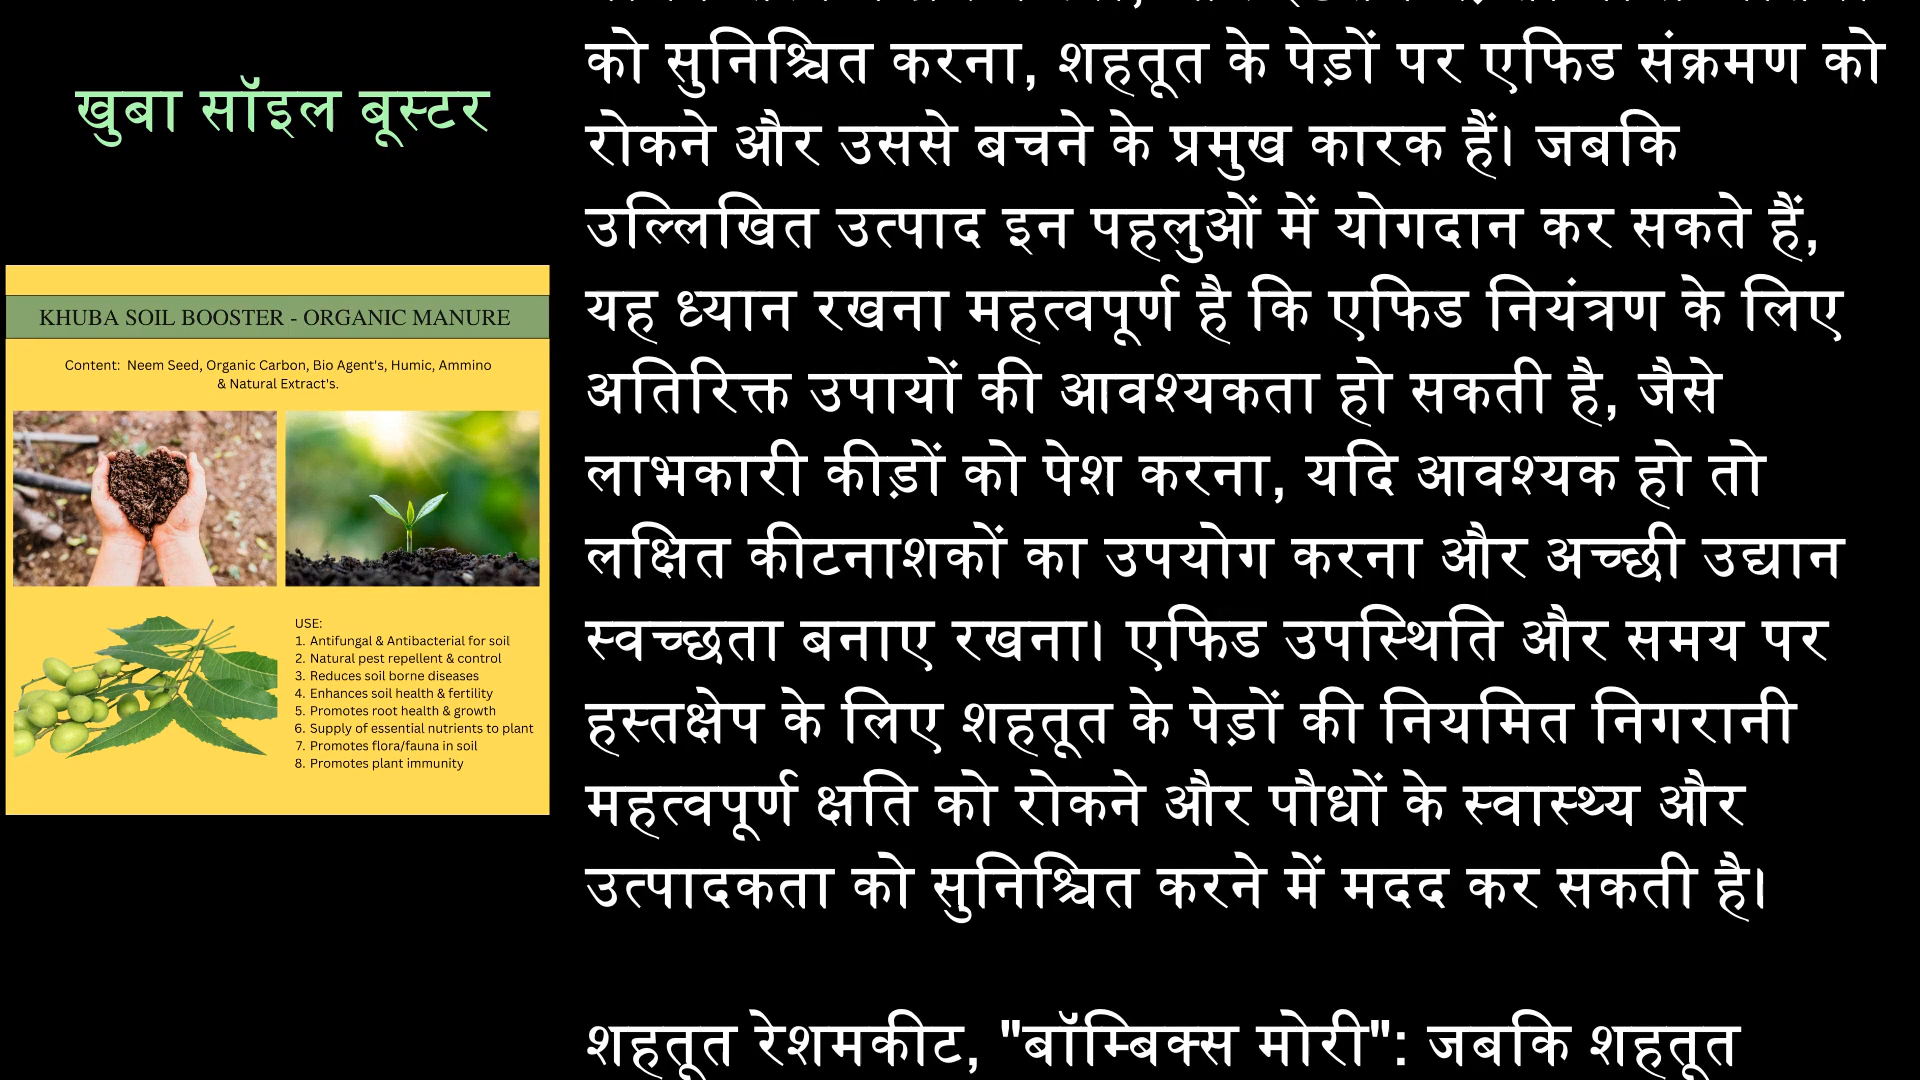 खुबा सॉइल बूस्टर
KHUBA SOIL BOOSTER - ORGANIC MANURE
Content: Neem Seed, Organic Carbon, Bio Agent's, Humic, Ammino
& Natural Extract's.
USE:
1. Antifungal & Antibacterial for soil
2. Natural pest repellent & control
3. Reduces soil borne diseases
4. Enhances soil health & fertility
5. Promotes root health & growth
6. Supply of essential nutrients to plant
7. Promotes flora/fauna in soil
8. Promotes plant immunity
को सुनिश्चित करना, शहतूत के पेड़ों पर एफिड संक्रमण को
रोकने और उससे बचने के प्रमुख कारक हैं। जबकि
उल्लिखित उत्पाद इन पहलुओं में योगदान कर सकते हैं,
यह ध्यान रखना महत्वपूर्ण है कि एफिड नियंत्रण के लिए
अतिरिक्त उपायों की आवश्यकता हो सकती है, जैसे
लाभकारी कीड़ों को पेश करना, यदि आवश्यक हो तो
लक्षित कीटनाशकों का उपयोग करना और अच्छी उद्यान
स्वच्छता बनाए रखना। एफिड उपस्थिति और समय पर
हस्तक्षेप के लिए शहतूत के पेड़ों की नियमित निगरानी
महत्वपूर्ण क्षति को रोकने और पौधों के स्वास्थ्य और
उत्पादकता को सुनिश्चित करने में मदद कर सकती है।
शहतूत रेशमकीट, "बॉम्बिक्स मोरी": जबकि शहतूत